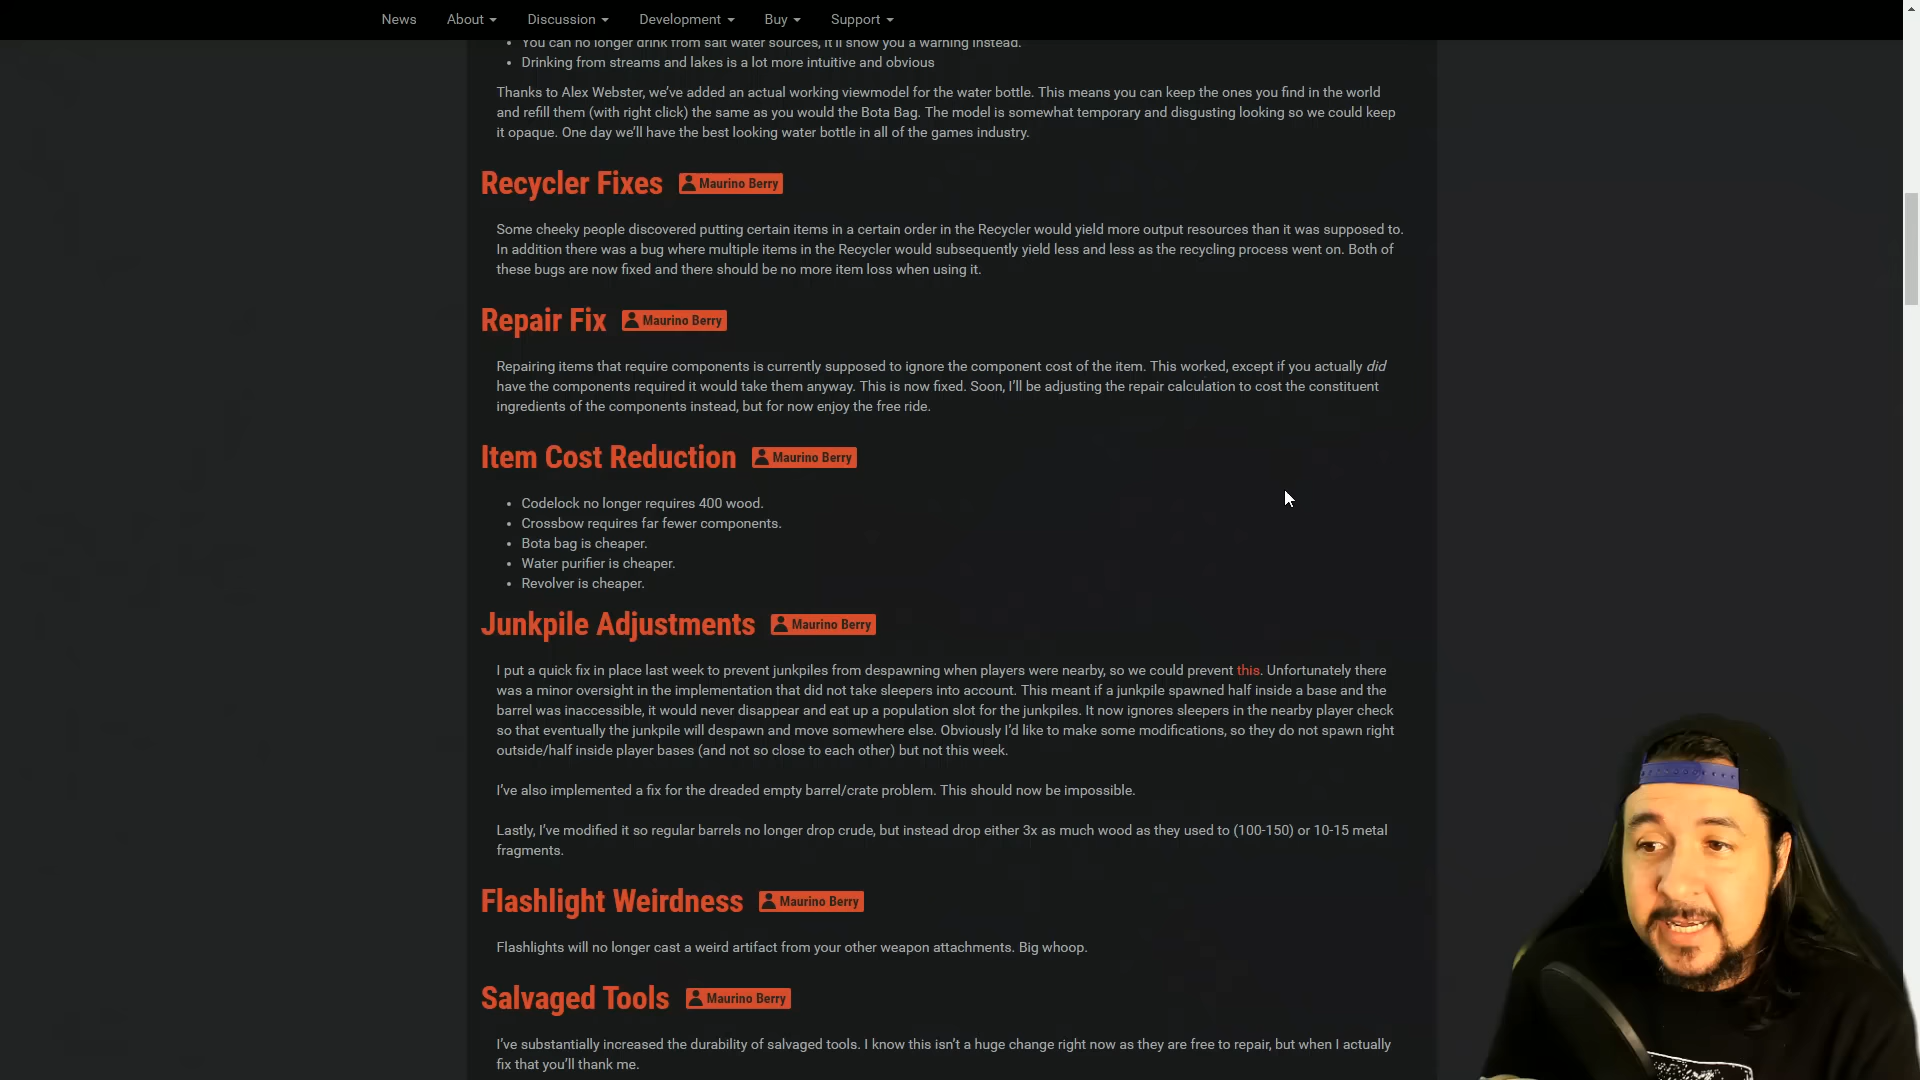 News About Discussion Development Buy Support
You can no longer drink from salt water sources, it'll show you a warning instead.
Drinking from streams and lakes is a lot more intuitive and obvious
Thanks to Alex Webster, we've added an actual working viewmodel for the water bottle. This means you can keep the ones you find in the world
and refill them (with right click) the same as you would the Bota Bag. The model is somewhat temporary and disgusting looking so we could keep
it opaque. One day we'll have the best looking water bottle in all of the games industry.
Recycler Fixes Maurino Berry
Some cheeky people discovered putting certain items in a certain order in the Recycler would yield more output resources than it was supposed to.
In addition there was a bug where multiple items in the Recycler would subsequently yield less and less as the recycling process went on. Both of
these bugs are now fixed and there should be no more item loss when using it.
Repair Fix Maurino Berry
Repairing items that require components is currently supposed to ignore the component cost of the item. This worked, except if you actually did
have the components required it would take them anyway. This is now fixed. Soon, I'll be adjusting the repair calculation to cost the constituent
ingredients of the components instead, but for now enjoy the free ride.
Item Cost Reduction Maurino Berry
Codelock no longer requires 400 wood.
Crossbow requires far fewer components.
Bota bag is cheaper.
Water purifier is cheaper.
Revolver is cheaper.
Junkpile Adjustments Maurino Berry
I put a quick fix in place last week to prevent junkpiles from despawning when players were nearby, so we could prevent this. Unfortunately there
was a minor oversight in the implementation that did not take sleepers into account. This meant if a junkpile spawned half inside a base and the
barrel was inaccessible, it would never disappear and eat up a population slot for the junkpiles. It now ignores sleepers in the nearby player check
so that eventually the junkpile will despawn and move somewhere else. Obviously I'd like to make some modifications, so they do not spawn right
outside/half inside player bases (and not so close to each other) but not this week.
I've also implemented a fix for the dreaded empty barrel/crate problem. This should now be impossible.
Lastly, I've modified it so regular barrels no longer drop crude, but instead drop either 3x as much wood as they used to (100-150) or 10-15 metal
fragments.
Flashlight Weirdness Maurino Berry
Flashlights will no longer cast a weird artifact from your other weapon attachments. Big whoop.
Salvaged Tools Maurino Berry
I've substantially increased the durability of salvaged tools. I know this isn't a huge change right now as they are free to repair, but when I actually
fix that you'll thank me.